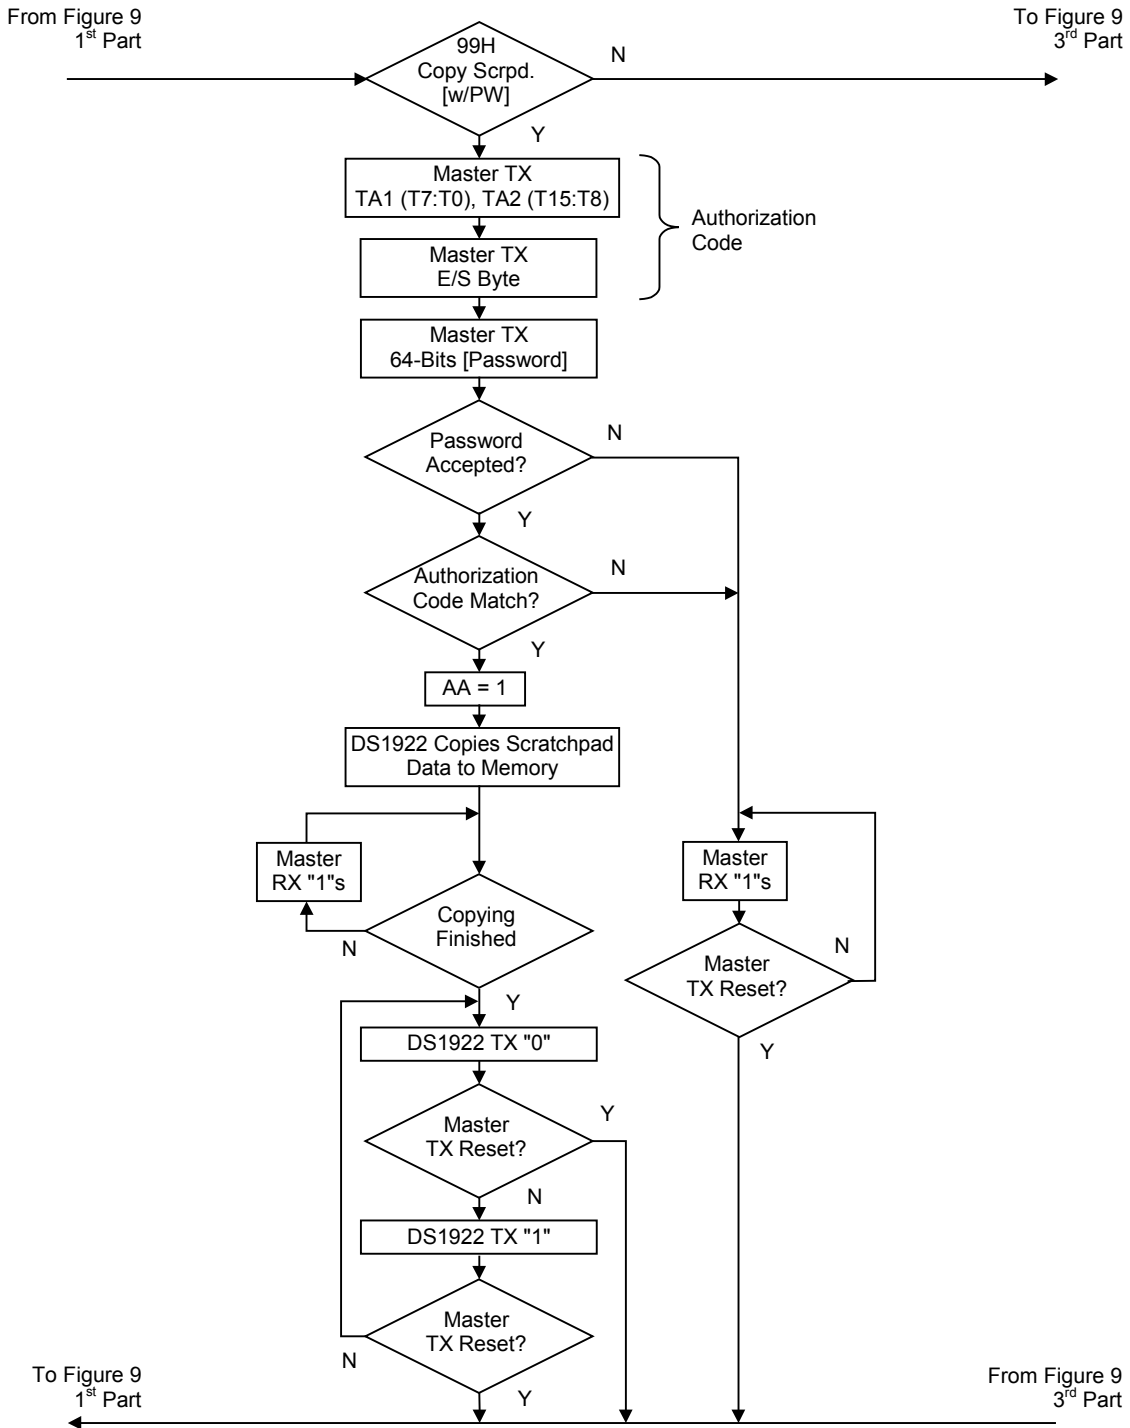 From Figure 9
1st Part
To Figure 9
3rd Part
99H
Copy Scrpd.
[w/PW]
N
Y
Master TX
TA1 (T7:T0), TA2 (T15:T8)
Authorization
Code
Master TX
E/S Byte
Master TX
64-Bits [Password]
Password
Accepted?
N
Y
Authorization
Code Match?
N
Y
AA = 1
DS1922 Copies Scratchpad
Data to Memory
Master
RX "1"s
Master
RX "1"s
Copying
Finished
N
Y
Master
TX Reset?
N
Y
DS1922 TX "0"
Master
TX Reset?
Y
N
DS1922 TX "1"
Master
TX Reset?
N
Y
To Figure 9
1st Part
From Figure 9
3rd Part